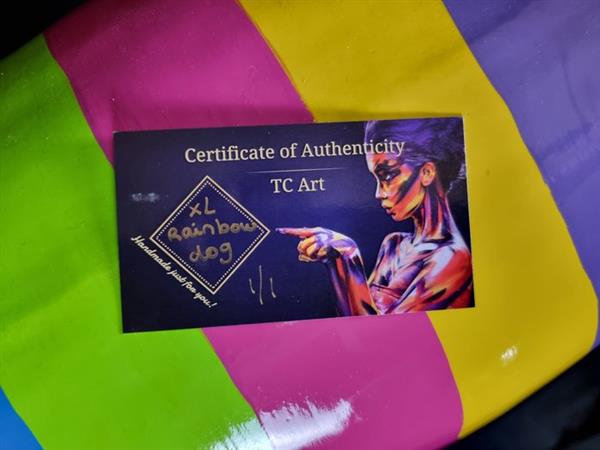 Certificate of Authenticity
TC Art
XL
Rainbow
dog
Handmade just for you!
1/1